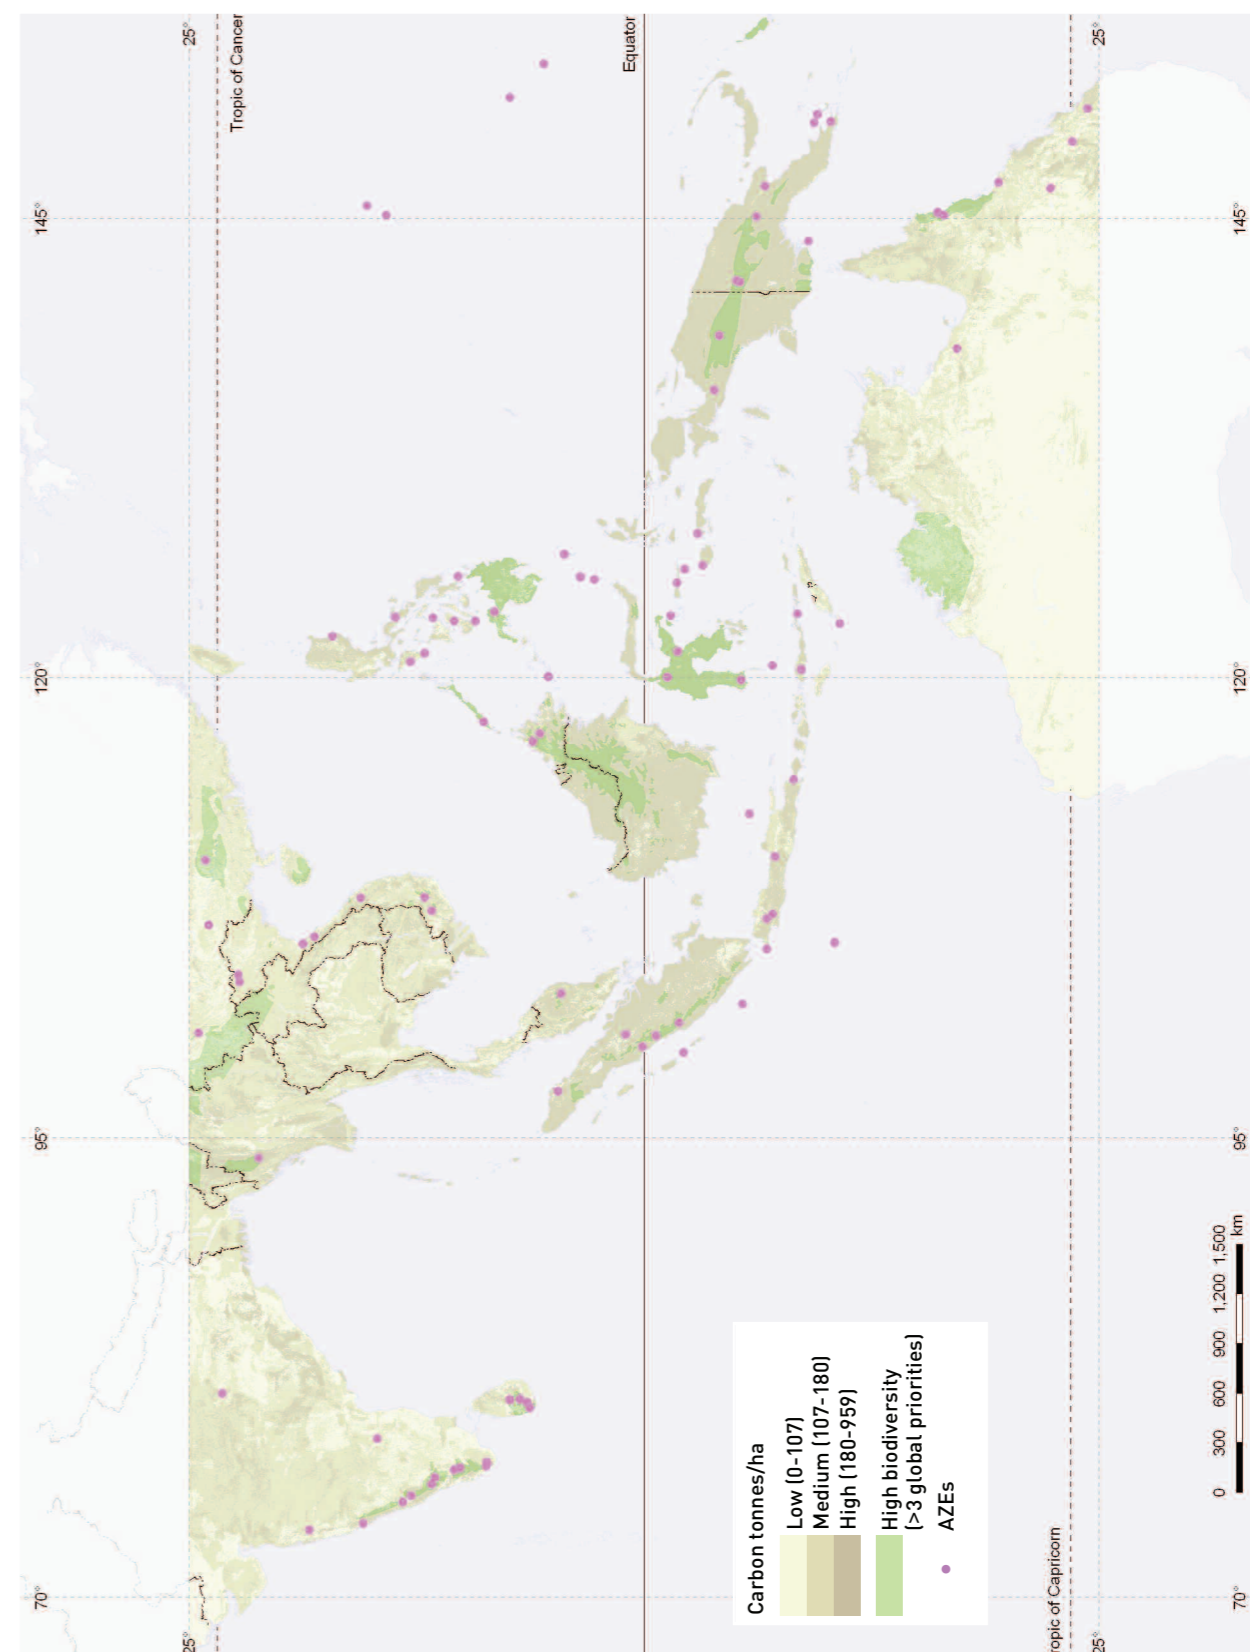 70° 95° 120° 145°
25° 25°
Tropic of Cancer
Equator
Carbon tonnes/ha
Low (0-107)
Medium (107-180)
High (180-959)
High biodiversity
(>3 global priorities)
AZEs
ropic of Capricorn
25° 25°
0 300 600 900 1,200 1,500
km
70° 95° 120° 145°